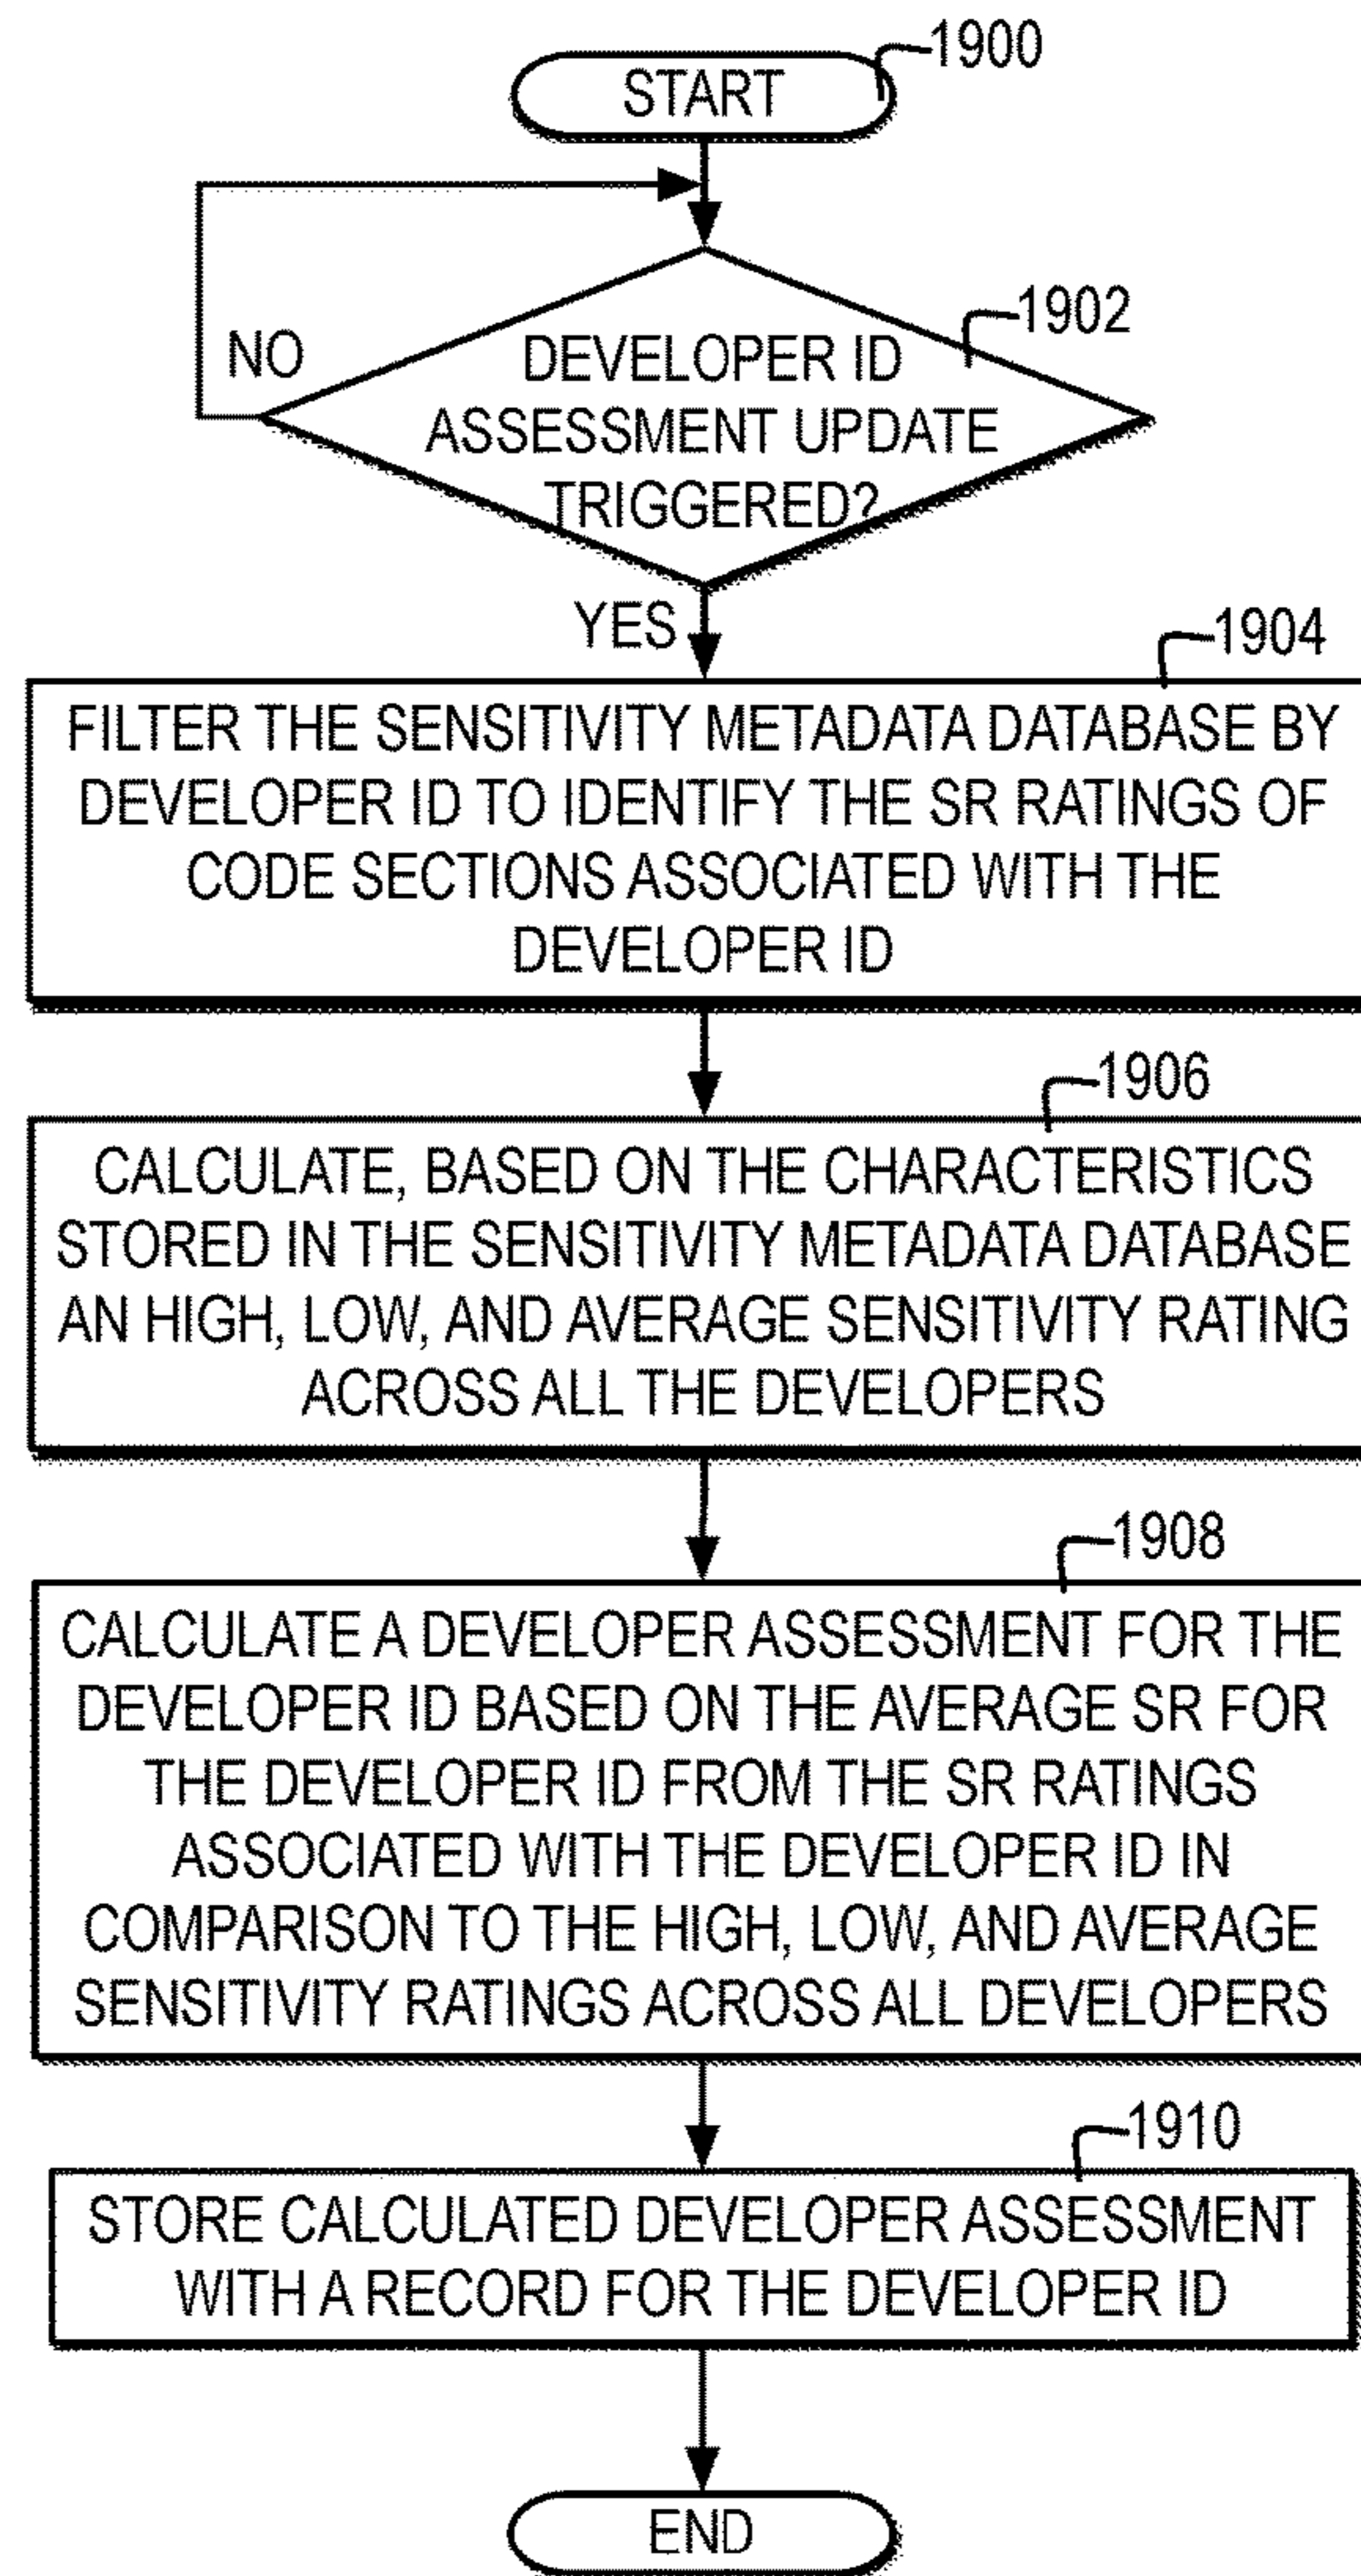 1900
START
1902
NO
DEVELOPER ID
ASSESSMENT UPDATE
TRIGGERED?
YES
1904
FILTER THE SENSITIVITY METADATA DATABASE BY
DEVELOPER ID TO IDENTIFY THE SR RATINGS OF
CODE SECTIONS ASSOCIATED WITH THE
DEVELOPER ID
1906
CALCULATE, BASED ON THE CHARACTERISTICS
STORED IN THE SENSITIVITY METADATA DATABASE
AN HIGH, LOW, AND AVERAGE SENSITIVITY RATING
ACROSS ALL THE DEVELOPERS
1908
CALCULATE A DEVELOPER ASSESSMENT FOR THE
DEVELOPER ID BASED ON THE AVERAGE SR FOR
THE DEVELOPER ID FROM THE SR RATINGS
ASSOCIATED WITH THE DEVELOPER ID IN
COMPARISON TO THE HIGH, LOW, AND AVERAGE
SENSITIVITY RATINGS ACROSS ALL DEVELOPERS
1910
STORE CALCULATED DEVELOPER ASSESSMENT
WITH A RECORD FOR THE DEVELOPER ID
END